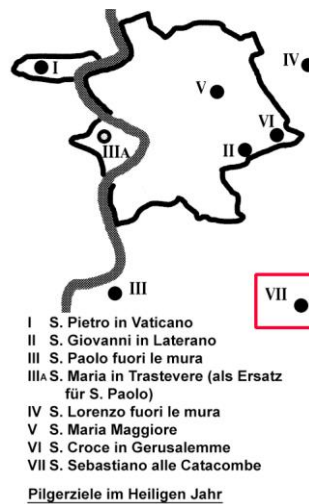 I
IV
V
VI
IIIA
II
III
VII
I S. Pietro in Vaticano
II S. Giovanni in Laterano
III S. Paolo fuori le mura
IIIA S. Maria in Trastevere (als Ersatz
für S. Paolo)
IV S. Lorenzo fuori le mura
V S. Maria Maggiore
VI S. Croce in Gerusalemme
VII S. Sebastiano alle Catacombe
Pilgerziele im Heiligen Jahr